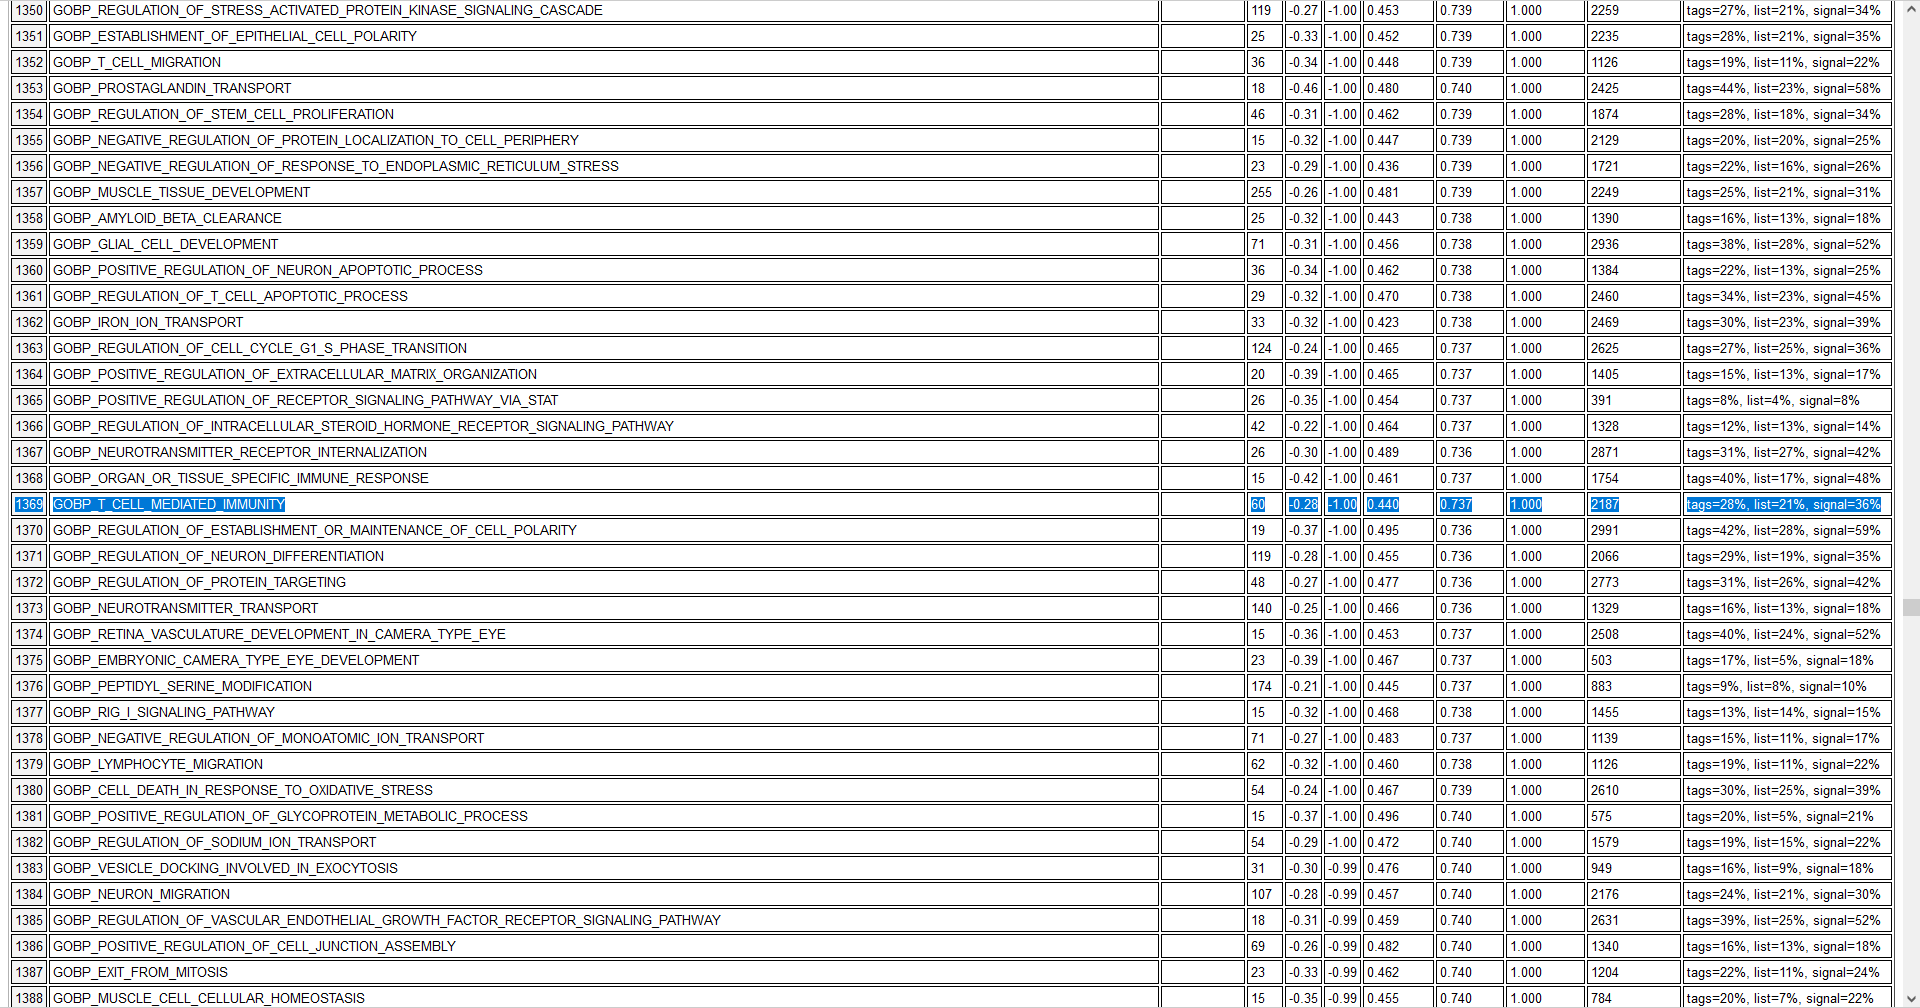 1350 GOBP_REGULATION_OF_STRESS_ACTIVATED_PROTEIN_KINASE_SIGNALING_CASCADE 119 -0.27 -1.00 0.453 0.739 1.000 2259 tags=27%, list=21%, signal=34%
1351 GOBP_ESTABLISHMENT_OF_EPITHELIAL_CELL_POLARITY 25 -0.33 -1.00 0.452 0.739 1.000 2235 tags=28%, list=21%, signal=35%
1352 GOBP_T_CELL_MIGRATION 36 -0.34 -1.00 0.448 0.739 1.000 1126 tags=19%, list=11%, signal=22%
1353 GOBP_PROSTAGLANDIN_TRANSPORT 18 -0.46 -1.00 0.480 0.740 1.000 2425 tags=44%, list=23%, signal=58%
1354 GOBP_REGULATION_OF_STEM_CELL_PROLIFERATION 46 -0.31 -1.00 0.462 0.739 1.000 1874 tags=28%, list=18%, signal=34%
1355 GOBP_NEGATIVE_REGULATION_OF_PROTEIN_LOCALIZATION_TO_CELL_PERIPHERY 15 -0.32 -1.00 0.447 0.739 1.000 2129 tags=20%, list=20%, signal=25%
1356 GOBP_NEGATIVE_REGULATION_OF_RESPONSE_TO_ENDOPLASMIC_RETICULUM_STRESS 23 -0.29 -1.00 0.436 0.739 1.000 1721 tags=22%, list=16%, signal=26%
1357 GOBP_MUSCLE_TISSUE_DEVELOPMENT 255 -0.26 -1.00 0.481 0.739 1.000 2249 tags=25%, list=21%, signal=31%
1358 GOBP_AMYLOID_BETA_CLEARANCE 25 -0.32 -1.00 0.443 0.738 1.000 1390 tags=16%, list=13%, signal=18%
1359 GOBP_GLIAL_CELL_DEVELOPMENT 71 -0.31 -1.00 0.456 0.738 1.000 2936 tags=38%, list=28%, signal=52%
1360 GOBP_POSITIVE_REGULATION_OF_NEURON_APOPTOTIC_PROCESS 36 -0.34 -1.00 0.462 0.738 1.000 1384 tags=22%, list=13%, signal=25%
1361 GOBP_REGULATION_OF_T_CELL_APOPTOTIC_PROCESS 29 -0.32 -1.00 0.470 0.738 1.000 2460 tags=34%, list=23%, signal=45%
1362 GOBP_IRON_ION_TRANSPORT 33 -0.32 -1.00 0.423 0.738 1.000 2469 tags=30%, list=23%, signal=39%
1363 GOBP_REGULATION_OF_CELL_CYCLE_G1_S_PHASE_TRANSITION 124 -0.24 -1.00 0.465 0.737 1.000 2625 tags=27%, list=25%, signal=36%
1364 GOBP_POSITIVE_REGULATION_OF_EXTRACELLULAR_MATRIX_ORGANIZATION 20 -0.39 -1.00 0.465 0.737 1.000 1405 tags=15%, list=13%, signal=17%
1365 GOBP_POSITIVE_REGULATION_OF_RECEPTOR_SIGNALING_PATHWAY_VIA_STAT 26 -0.35 -1.00 0.454 0.737 1.000 391 tags=8%, list=4%, signal=8%
1366 GOBP_REGULATION_OF_INTRACELLULAR_STEROID_HORMONE_RECEPTOR_SIGNALING_PATHWAY 42 -0.22 -1.00 0.464 0.737 1.000 1328 tags=12%, list=13%, signal=14%
1367 GOBP_NEUROTRANSMITTER_RECEPTOR_INTERNALIZATION 26 -0.30 -1.00 0.489 0.736 1.000 2871 tags=31%, list=27%, signal=42%
1368 GOBP_ORGAN_OR_TISSUE_SPECIFIC_IMMUNE_RESPONSE 15 -0.42 -1.00 0.461 0.737 1.000 1754 tags=40%, list=17%, signal=48%
1369 GOBP_T_CELL_MEDIATED_IMMUNITY 60 -0.28 -1.00 0.440 0.737 1.000 2187 tags=28%, list=21%, signal=36%
1370 GOBP_REGULATION_OF_ESTABLISHMENT_OR_MAINTENANCE_OF_CELL_POLARITY 19 -0.37 -1.00 0.495 0.736 1.000 2991 tags=42%, list=28%, signal=59%
1371 GOBP_REGULATION_OF_NEURON_DIFFERENTIATION 119 -0.28 -1.00 0.455 0.736 1.000 2066 tags=29%, list=19%, signal=35%
1372 GOBP_REGULATION_OF_PROTEIN_TARGETING 48 -0.27 -1.00 0.477 0.736 1.000 2773 tags=31%, list=26%, signal=42%
1373 GOBP_NEUROTRANSMITTER_TRANSPORT 140 -0.25 -1.00 0.466 0.736 1.000 1329 tags=16%, list=13%, signal=18%
1374 GOBP_RETINA_VASCULATURE_DEVELOPMENT_IN_CAMERA_TYPE_EYE 15 -0.36 -1.00 0.453 0.737 1.000 2508 tags=40%, list=24%, signal=52%
1375 GOBP_EMBRYONIC_CAMERA_TYPE_EYE_DEVELOPMENT 23 -0.39 -1.00 0.467 0.737 1.000 503 tags=17%, list=5%, signal=18%
1376 GOBP_PEPTIDYL_SERINE_MODIFICATION 174 -0.21 -1.00 0.445 0.737 1.000 883 tags=9%, list=8%, signal=10%
1377 GOBP_RIG_I_SIGNALING_PATHWAY 15 -0.32 -1.00 0.468 0.738 1.000 1455 tags=13%, list=14%, signal=15%
1378 GOBP_NEGATIVE_REGULATION_OF_MONOATOMIC_ION_TRANSPORT 71 -0.27 -1.00 0.483 0.737 1.000 1139 tags=15%, list=11%, signal=17%
1379 GOBP_LYMPHOCYTE_MIGRATION 62 -0.32 -1.00 0.460 0.738 1.000 1126 tags=19%, list=11%, signal=22%
1380 GOBP_CELL_DEATH_IN_RESPONSE_TO_OXIDATIVE_STRESS 54 -0.24 -1.00 0.467 0.739 1.000 2610 tags=30%, list=25%, signal=39%
1381 GOBP_POSITIVE_REGULATION_OF_GLYCOPROTEIN_METABOLIC_PROCESS 15 -0.37 -1.00 0.496 0.740 1.000 575 tags=20%, list=5%, signal=21%
1382 GOBP_REGULATION_OF_SODIUM_ION_TRANSPORT 54 -0.29 -1.00 0.472 0.740 1.000 1579 tags=19%, list=15%, signal=22%
1383 GOBP_VESICLE_DOCKING_INVOLVED_IN_EXOCYTOSIS 31 -0.30 -0.99 0.476 0.740 1.000 949 tags=16%, list=9%, signal=18%
1384 GOBP_NEURON_MIGRATION 107 -0.28 -0.99 0.457 0.740 1.000 2176 tags=24%, list=21%, signal=30%
1385 GOBP_REGULATION_OF_VASCULAR_ENDOTHELIAL_GROWTH_FACTOR_RECEPTOR_SIGNALING_PATHWAY 18 -0.31 -0.99 0.459 0.740 1.000 2631 tags=39%, list=25%, signal=52%
1386 GOBP_POSITIVE_REGULATION_OF_CELL_JUNCTION_ASSEMBLY 69 -0.26 -0.99 0.482 0.740 1.000 1340 tags=16%, list=13%, signal=18%
1387 GOBP_EXIT_FROM_MITOSIS 23 -0.33 -0.99 0.462 0.740 1.000 1204 tags=22%, list=11%, signal=24%
1388 GOBP_MUSCLE_CELL_CELLULAR_HOMEOSTASIS 15 -0.35 -0.99 0.455 0.740 1.000 784 tags=20%, list=7%, signal=22%